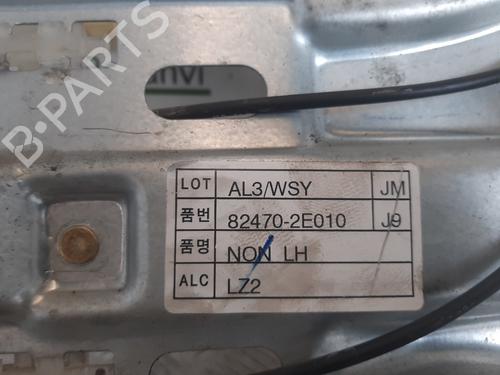 B-PARTS
LOT AL3/WSY JM
품번 82470-2E010 J9
품명 NON LH
ALC LZ2